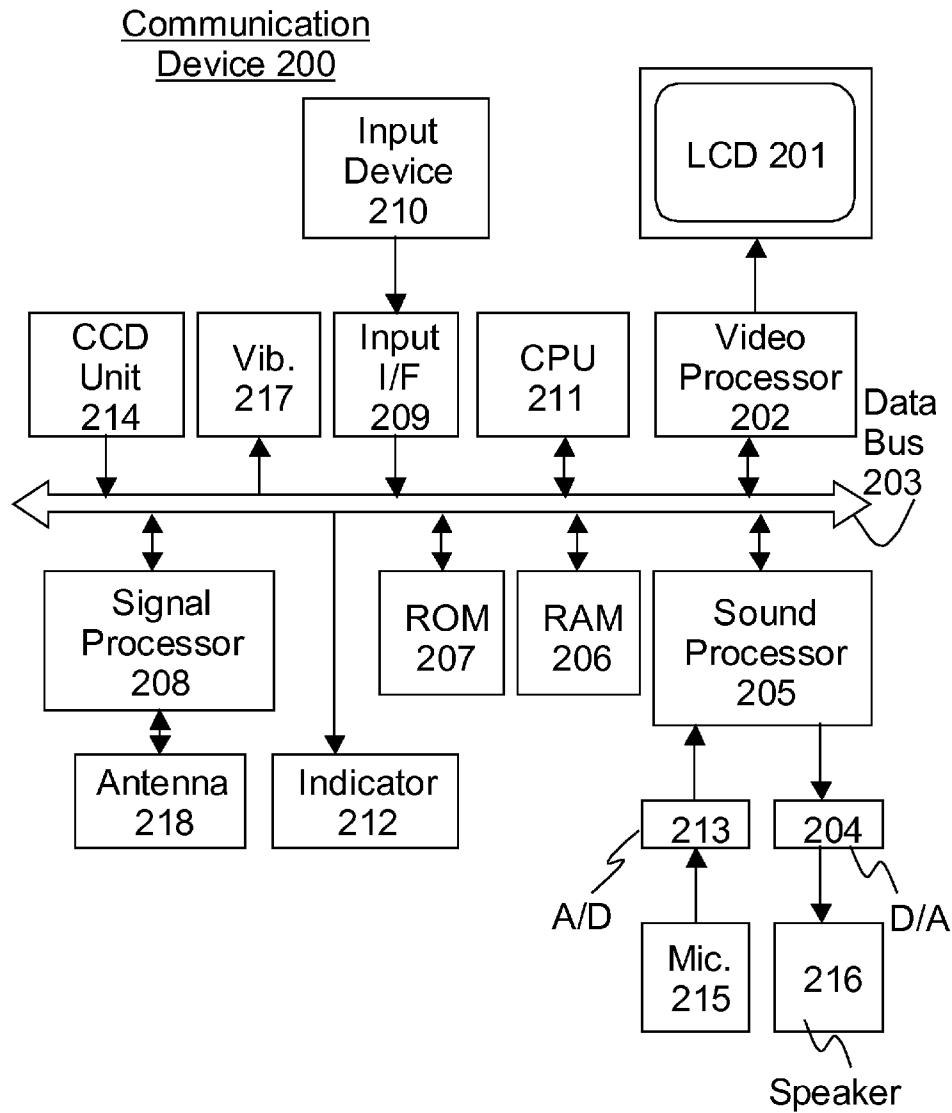 Communication
Device 200
Input
Device
210
LCD 201
CCD
Unit
214
Vib.
217
Input
I/F
209
CPU
211
Video
Processor
202
Data
Bus
203
Signal
Processor
208
ROM
207
RAM
206
Sound
Processor
205
Antenna
218
Indicator
212
213
204
A/D
D/A
Mic.
215
216
Speaker